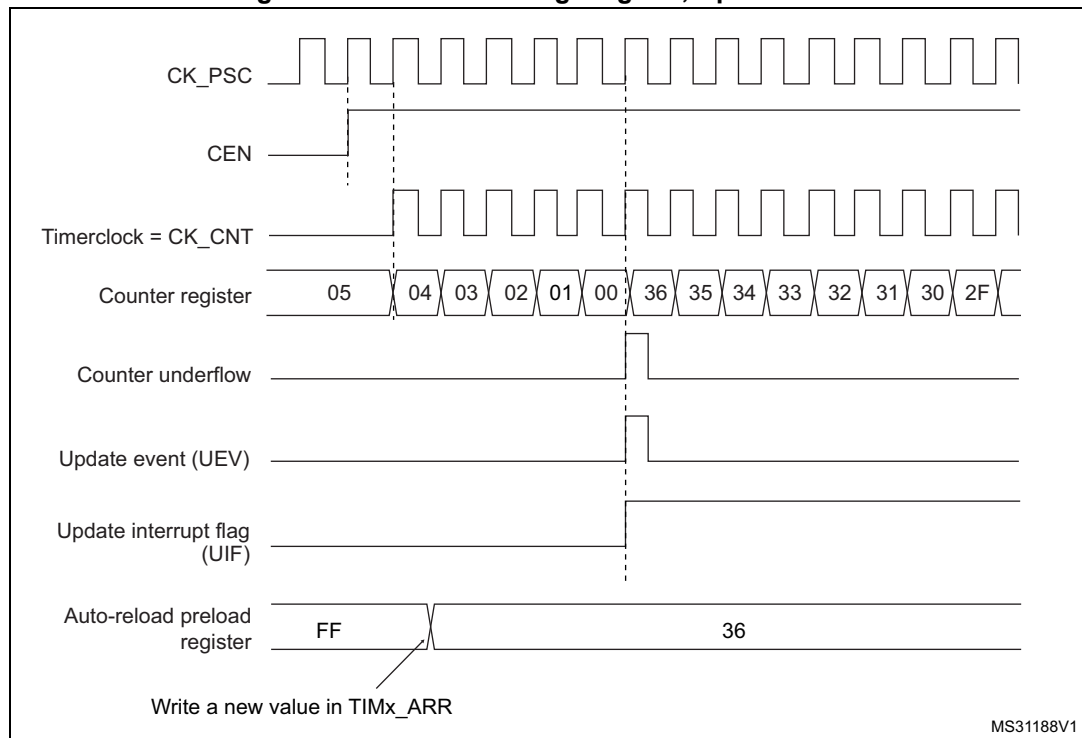 CK_PSC
CEN
Timerclock = CK_CNT
Counter register
05 04 03 02 01 00 36 35 34 33 32 31 30 2F
Counter underflow
Update event (UEV)
Update interrupt flag
(UIF)
Auto-reload preload
register
FF 36
Write a new value in TIMx_ARR
MS31188V1